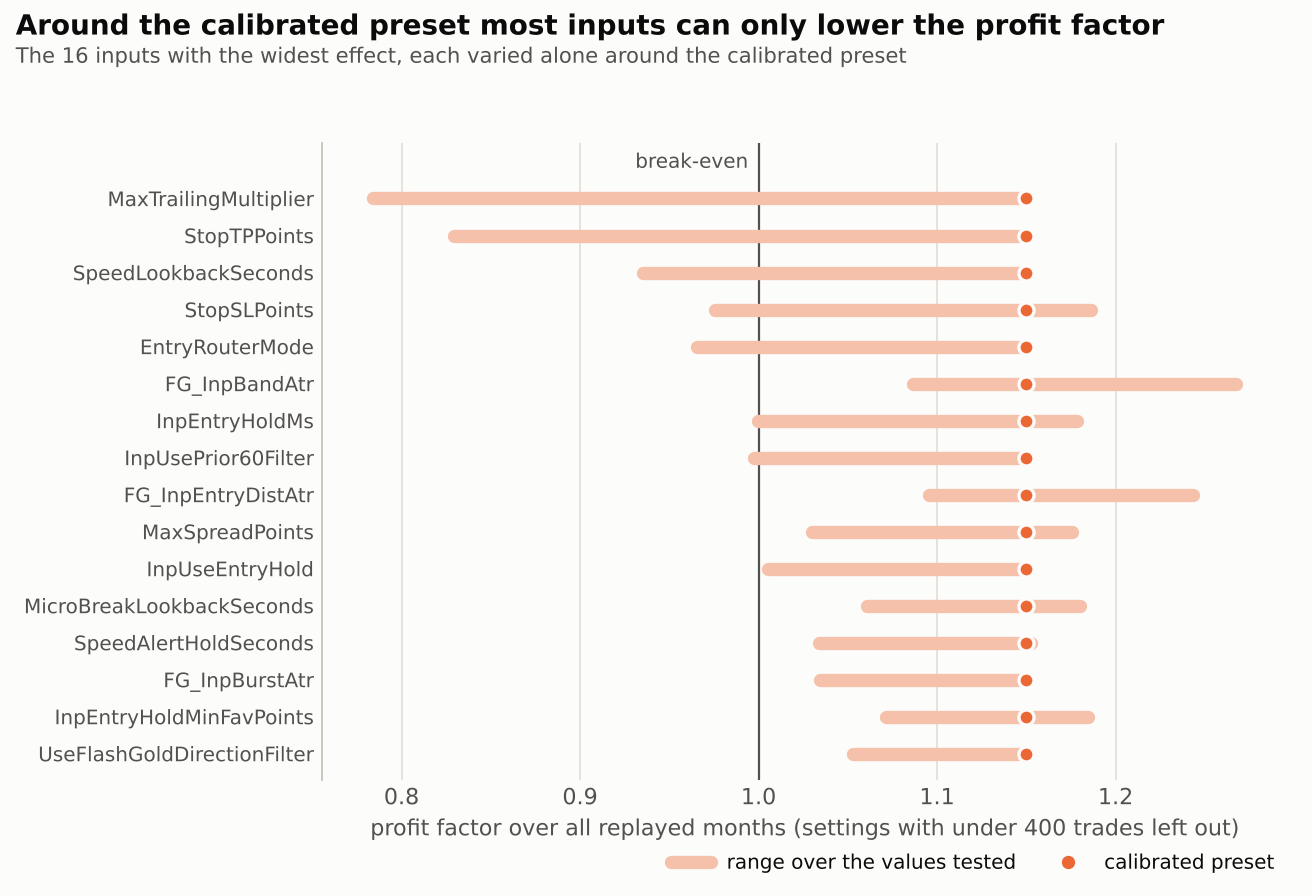 Around the calibrated preset most inputs can only lower the profit factor
The 16 inputs with the widest effect, each varied alone around the calibrated preset
break-even
MaxTrailingMultiplier
StopTPPoints
SpeedLookbackSeconds
StopSLPoints
EntryRouterMode
FG_InpBandAtr
InpEntryHoldMs
InpUsePrior60Filter
FG_InpEntryDistAtr
MaxSpreadPoints
InpUseEntryHold
MicroBreakLookbackSeconds
SpeedAlertHoldSeconds
FG_InpBurstAtr
InpEntryHoldMinFavPoints
UseFlashGoldDirectionFilter
0.8 0.9 1.0 1.1 1.2
profit factor over all replayed months (settings with under 400 trades left out)
range over the values tested calibrated preset